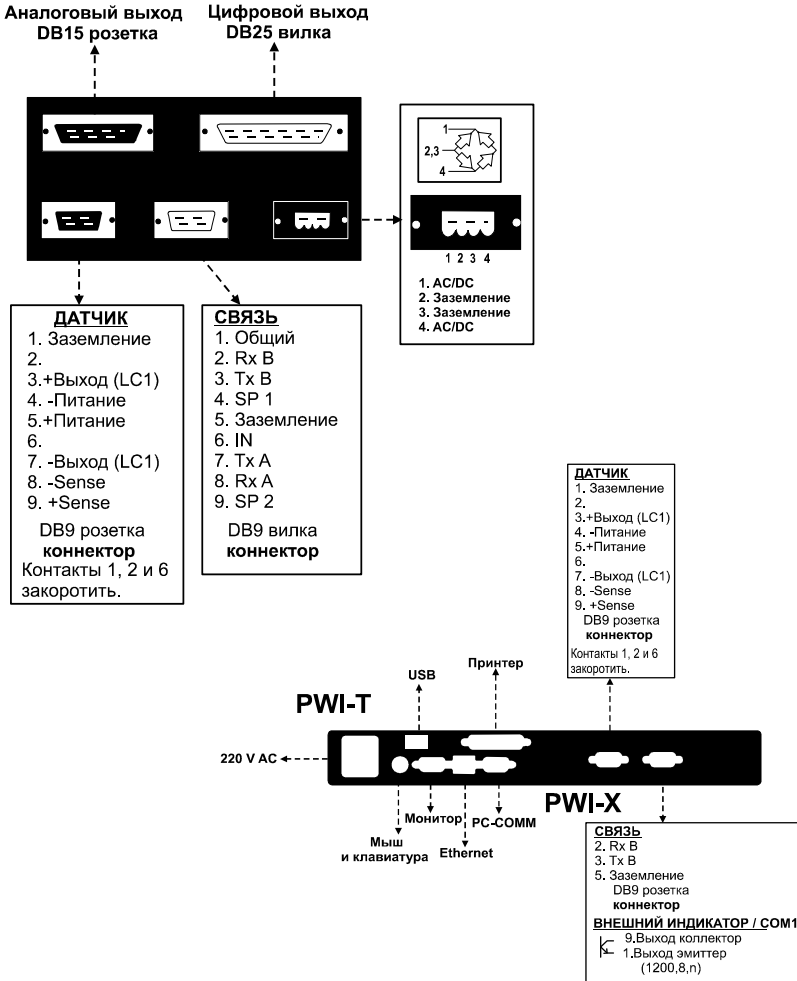 Аналоговый выход
DB15 розетка
Цифровой выход
DB25 вилка
1
2,3
4
1 2 3 4
1. AC/DC
2. Заземление
3. Заземление
4. AC/DC
ДАТЧИК
1. Заземление
2.
3.+Выход (LC1)
4. -Питание
5.+Питание
6.
7. -Выход (LC1)
8. -Sense
9. +Sense
DB9 розетка
коннектор
Контакты 1, 2 и 6
закоротить.
СВЯЗЬ
1. Общий
2. Rx B
3. Tx B
4. SP 1
5. Заземление
6. IN
7. Tx A
8. Rx A
9. SP 2
DB9 вилка
коннектор
ДАТЧИК
1. Заземление
2.
3.+Выход (LC1)
4. -Питание
5.+Питание
6.
7. -Выход (LC1)
8. -Sense
9. +Sense
DB9 розетка
коннектор
Контакты 1, 2 и 6
закоротить.
PWI-T
USB
Принтер
220 V AC
PWI-X
Мыш
и клавиатура
Монитор
Ethernet
PC-COMM
СВЯЗЬ
2. Rx B
3. Tx B
5. Заземление
DB9 розетка
коннектор
ВНЕШНИЙ ИНДИКАТОР / COM1
9.Выход коллектор
1.Выход эмиттер
(1200,8,n)